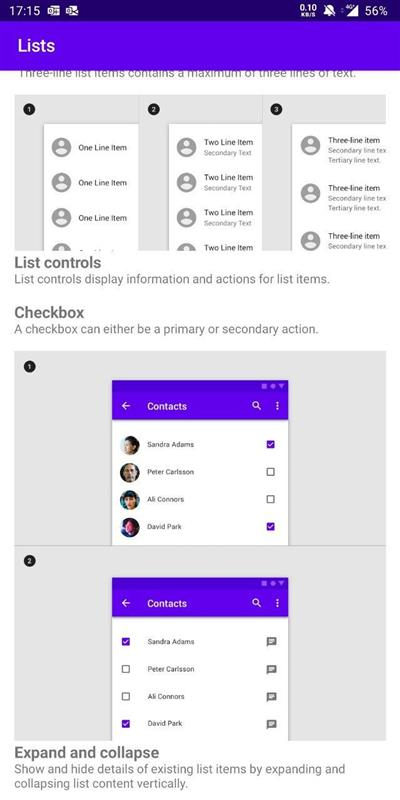 17:15
0.10 KB/S
4G+
56%
Lists
Three-line list items contains a maximum of three lines of text.
1
One Line Item
One Line Item
One Line Item
2
Two Line Item
Secondary Text
Two Line Item
Secondary Text
Two Line Item
Secondary Text
Two Line Item
3
Three-line item
Secondary line tex
Tertiary line text.
Three-line item
Secondary line tex
Tertiary line text.
Three-line item
Secondary line tex
List controls
List controls display information and actions for list items.
Checkbox
A checkbox can either be a primary or secondary action.
1
Contacts
Sandra Adams
Peter Carlsson
Ali Connors
David Park
2
Contacts
Sandra Adams
Peter Carlsson
Ali Connors
David Park
Expand and collapse
Show and hide details of existing list items by expanding and
collapsing list content vertically.